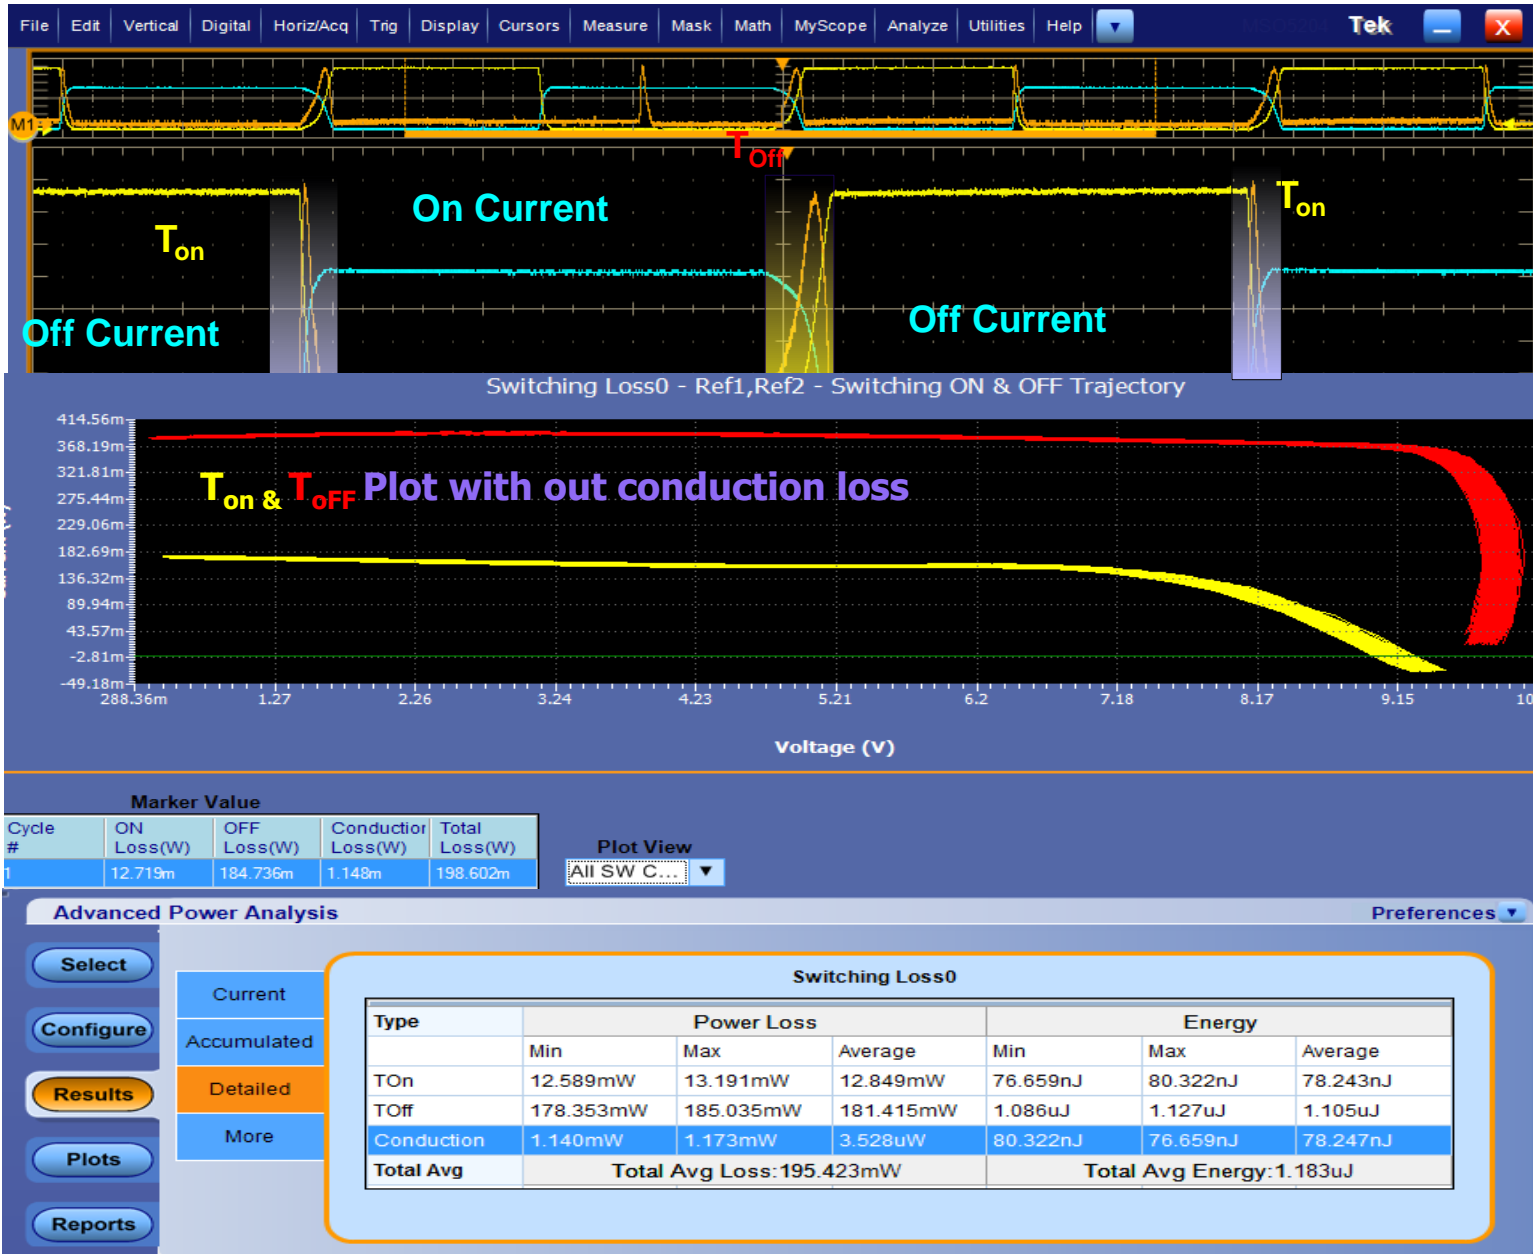 File Edit Vertical Digital Horiz/Acq Trig Display Cursors Measure Mask Math MyScope Analyze Utilities Help Tek X
M1
TOff
On Current
Ton
Ton
Off Current
Off Current
Switching Loss0 - Ref1,Ref2 - Switching ON & OFF Trajectory
414.56m
368.19m
321.81m
Ton & ToFF Plot with out conduction loss
275.44m
229.06m
182.69m
136.32m
89.94m
43.57m
-2.81m
-49.18m
288.36m 1.27 2.26 3.24 4.23 5.21 6.2 7.18 8.17 9.15 10
Voltage (V)
Marker Value
Cycle # ON Loss(W) OFF Loss(W) Conduction Loss(W) Total Loss(W)
1 12.719m 184.736m 1.148m 198.602m
Plot View
All SW C...
Advanced Power Analysis Preferences
Select
Configure
Results
Plots
Reports
Current
Accumulated
Detailed
More
Switching Loss0
Type Power Loss Energy
Min Max Average Min Max Average
TOn 12.589mW 13.191mW 12.849mW 76.659nJ 80.322nJ 78.243nJ
TOff 178.353mW 185.035mW 181.415mW 1.086uJ 1.127uJ 1.105uJ
Conduction 1.140mW 1.173mW 3.528uW 80.322nJ 76.659nJ 78.247nJ
Total Avg Total Avg Loss:195.423mW Total Avg Energy:1.183uJ